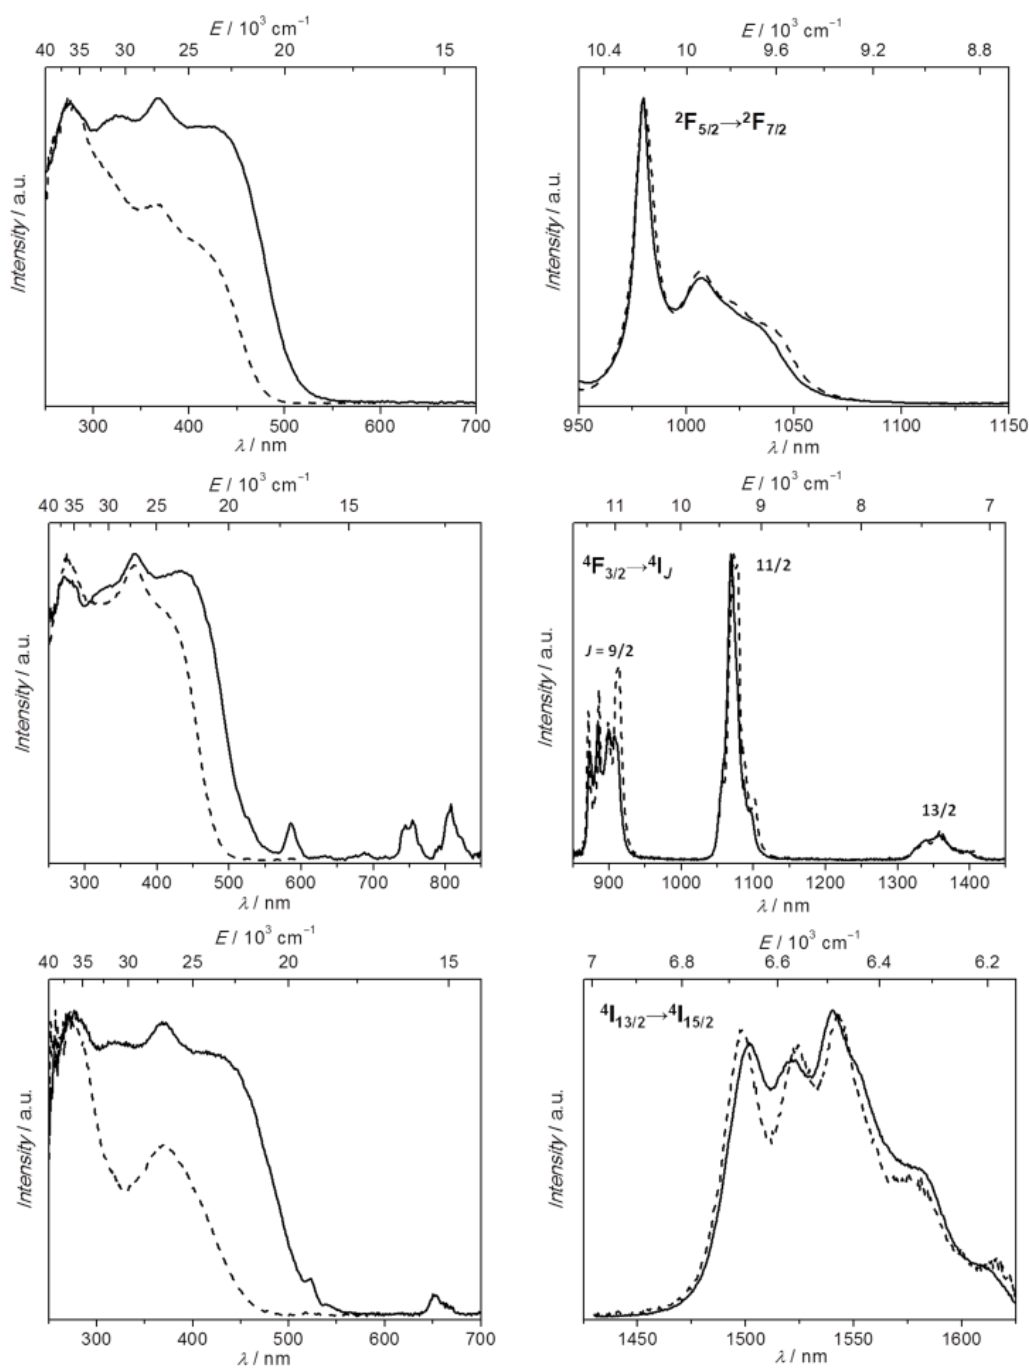 E / 10³ cm⁻¹
40 35 30 25 20 15
Intensity / a.u.
300 400 500 600 700
λ / nm
E / 10³ cm⁻¹
10.4 10 9.6 9.2 8.8
²F₅/₂→²F₇/₂
Intensity / a.u.
950 1000 1050 1100 1150
λ / nm
E / 10³ cm⁻¹
40 35 30 25 20 15
Intensity / a.u.
300 400 500 600 700 800
λ / nm
E / 10³ cm⁻¹
11 10 9 8 7
⁴F₃/₂→⁴I_J
11/2
J = 9/2
13/2
Intensity / a.u.
900 1000 1100 1200 1300 1400
λ / nm
E / 10³ cm⁻¹
40 35 30 25 20 15
Intensity / a.u.
300 400 500 600 700
λ / nm
E / 10³ cm⁻¹
7 6.8 6.6 6.4 6.2
⁴I₁₃/₂→⁴I₁₅/₂
Intensity / a.u.
1450 1500 1550 1600
λ / nm